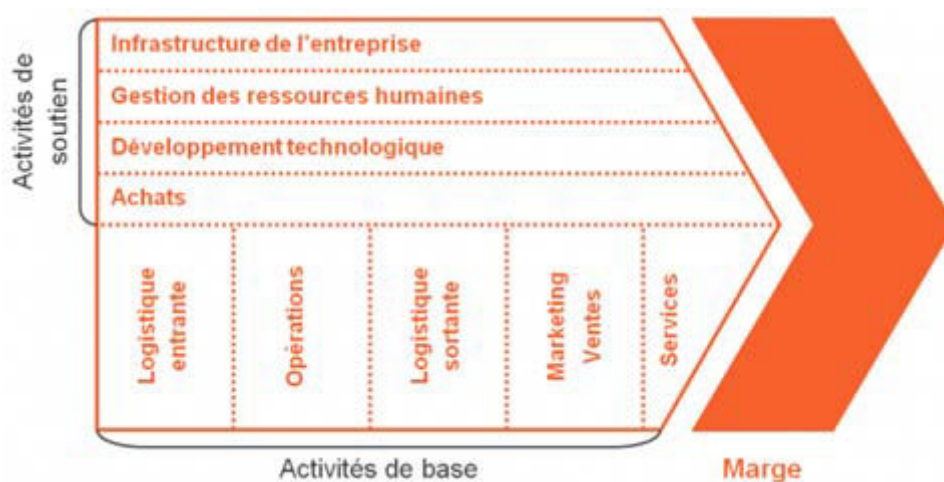 Activités de
soutien
Infrastructure de l'entreprise
Gestion des ressources humaines
Développement technologique
Achats
Logistique
entrante
Opérations
Logistique
sortante
Marketing
Ventes
Services
Activités de base
Marge